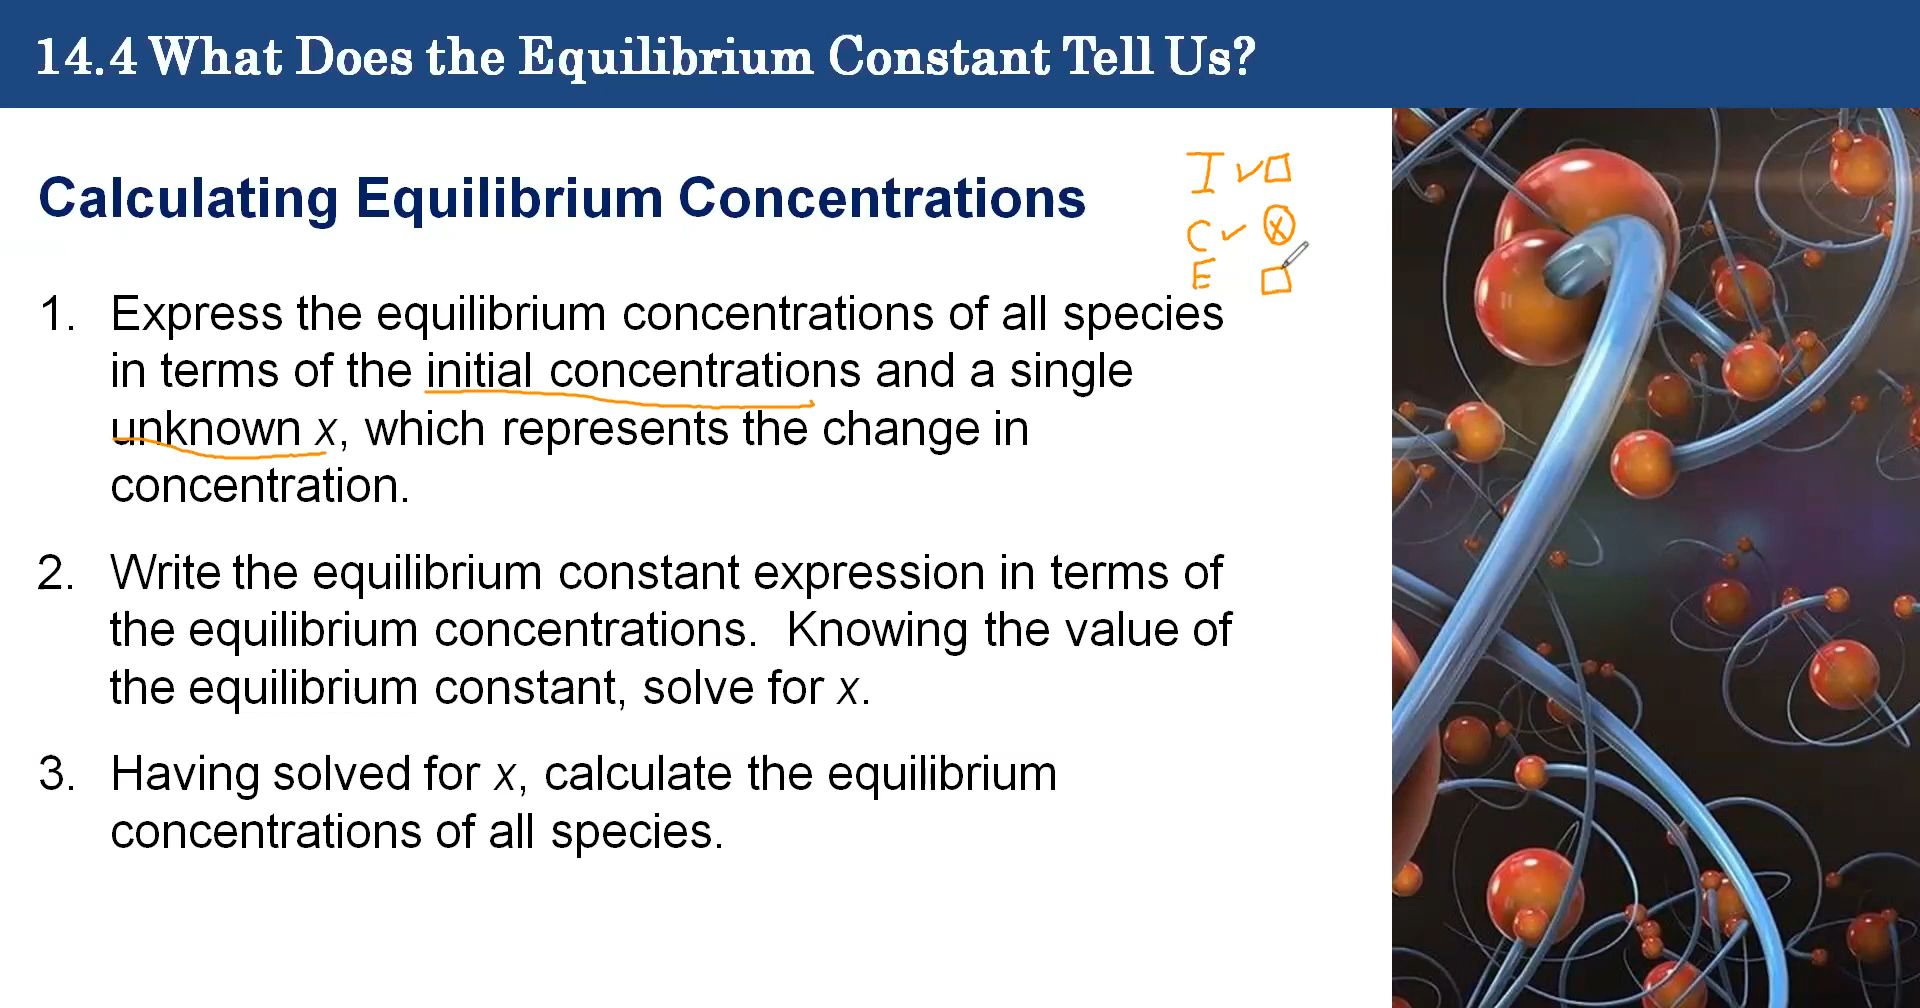 14.4 What Does the Equilibrium Constant Tell Us?
Calculating Equilibrium Concentrations
I
C x
E
1. Express the equilibrium concentrations of all species
in terms of the initial concentrations and a single
unknown x, which represents the change in
concentration.
2. Write the equilibrium constant expression in terms of
the equilibrium concentrations. Knowing the value of
the equilibrium constant, solve for x.
3. Having solved for x, calculate the equilibrium
concentrations of all species.